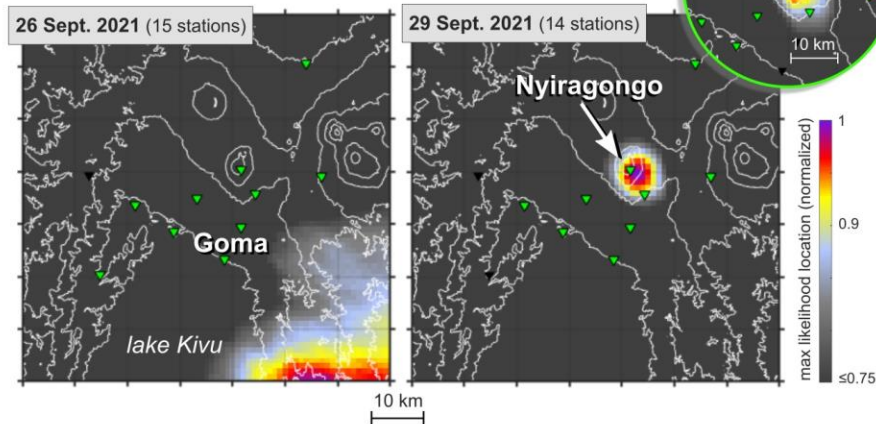 26 Sept. 2021 (15 stations)
29 Sept. 2021 (14 stations)
10 km
Nyiragongo
Goma
lake Kivu
1
0.9
≤0.75
max likelihood location (normalized)
10 km